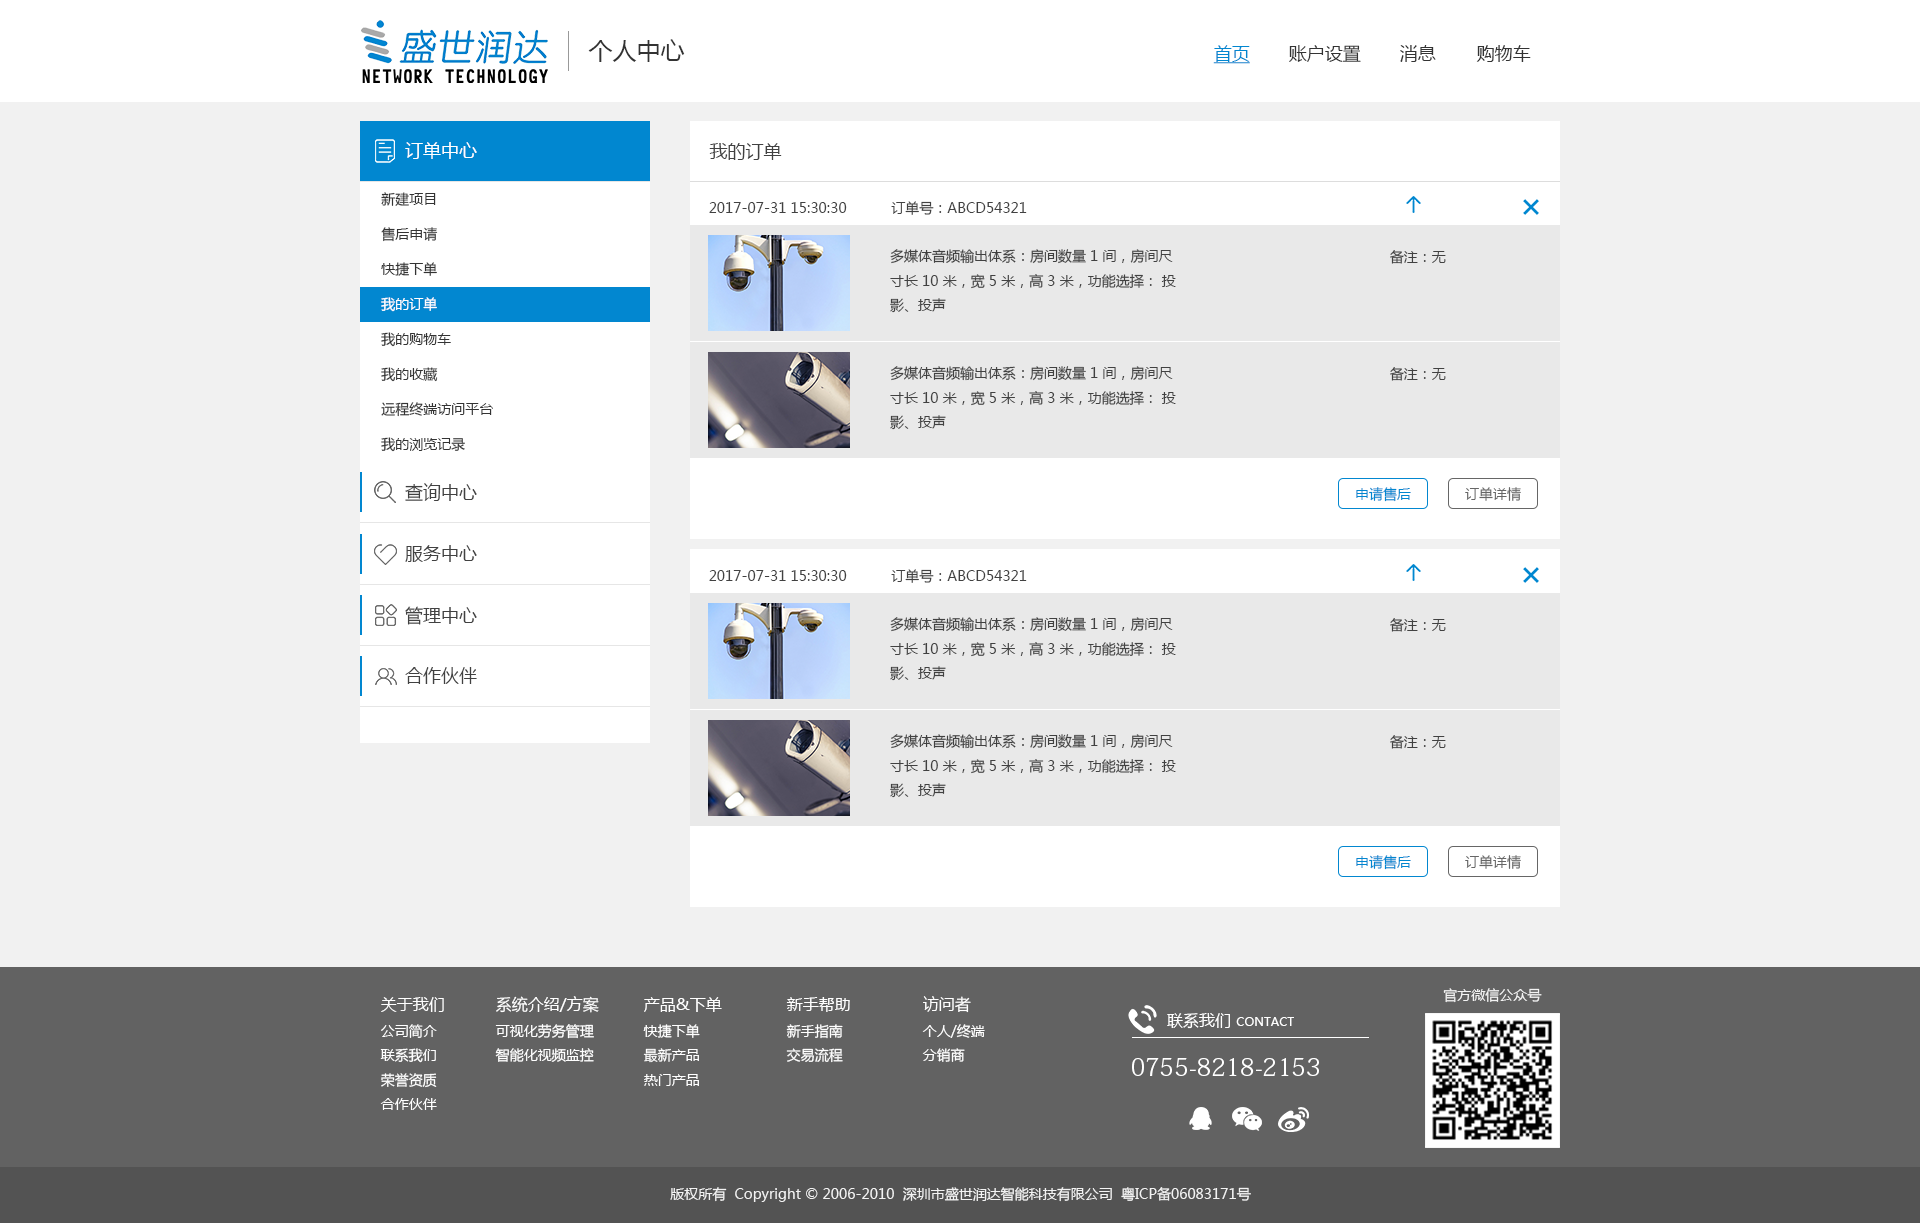 盛世润达
NETWORK TECHNOLOGY
个人中心
首页 账户设置 消息 购物车
订单中心
新建项目
售后申请
快捷下单
我的订单
我的购物车
我的收藏
远程终端访问平台
我的浏览记录
查询中心
服务中心
管理中心
合作伙伴
我的订单
2017-07-31 15:30:30 订单号：ABCD54321
多媒体音频输出体系：房间数量 1 间，房间尺
寸长 10 米，宽 5 米，高 3 米，功能选择： 投
影、投声
备注：无
多媒体音频输出体系：房间数量 1 间，房间尺
寸长 10 米，宽 5 米，高 3 米，功能选择： 投
影、投声
备注：无
申请售后 订单详情
2017-07-31 15:30:30 订单号：ABCD54321
多媒体音频输出体系：房间数量 1 间，房间尺
寸长 10 米，宽 5 米，高 3 米，功能选择： 投
影、投声
备注：无
多媒体音频输出体系：房间数量 1 间，房间尺
寸长 10 米，宽 5 米，高 3 米，功能选择： 投
影、投声
备注：无
申请售后 订单详情
关于我们
公司简介
联系我们
荣誉资质
合作伙伴
系统介绍/方案
可视化劳务管理
智能化视频监控
产品&下单
快捷下单
最新产品
热门产品
新手帮助
新手指南
交易流程
访问者
个人/终端
分销商
联系我们 CONTACT
0755-8218-2153
官方微信公众号
版权所有 Copyright © 2006-2010 深圳市盛世润达智能科技有限公司 粤ICP备06083171号